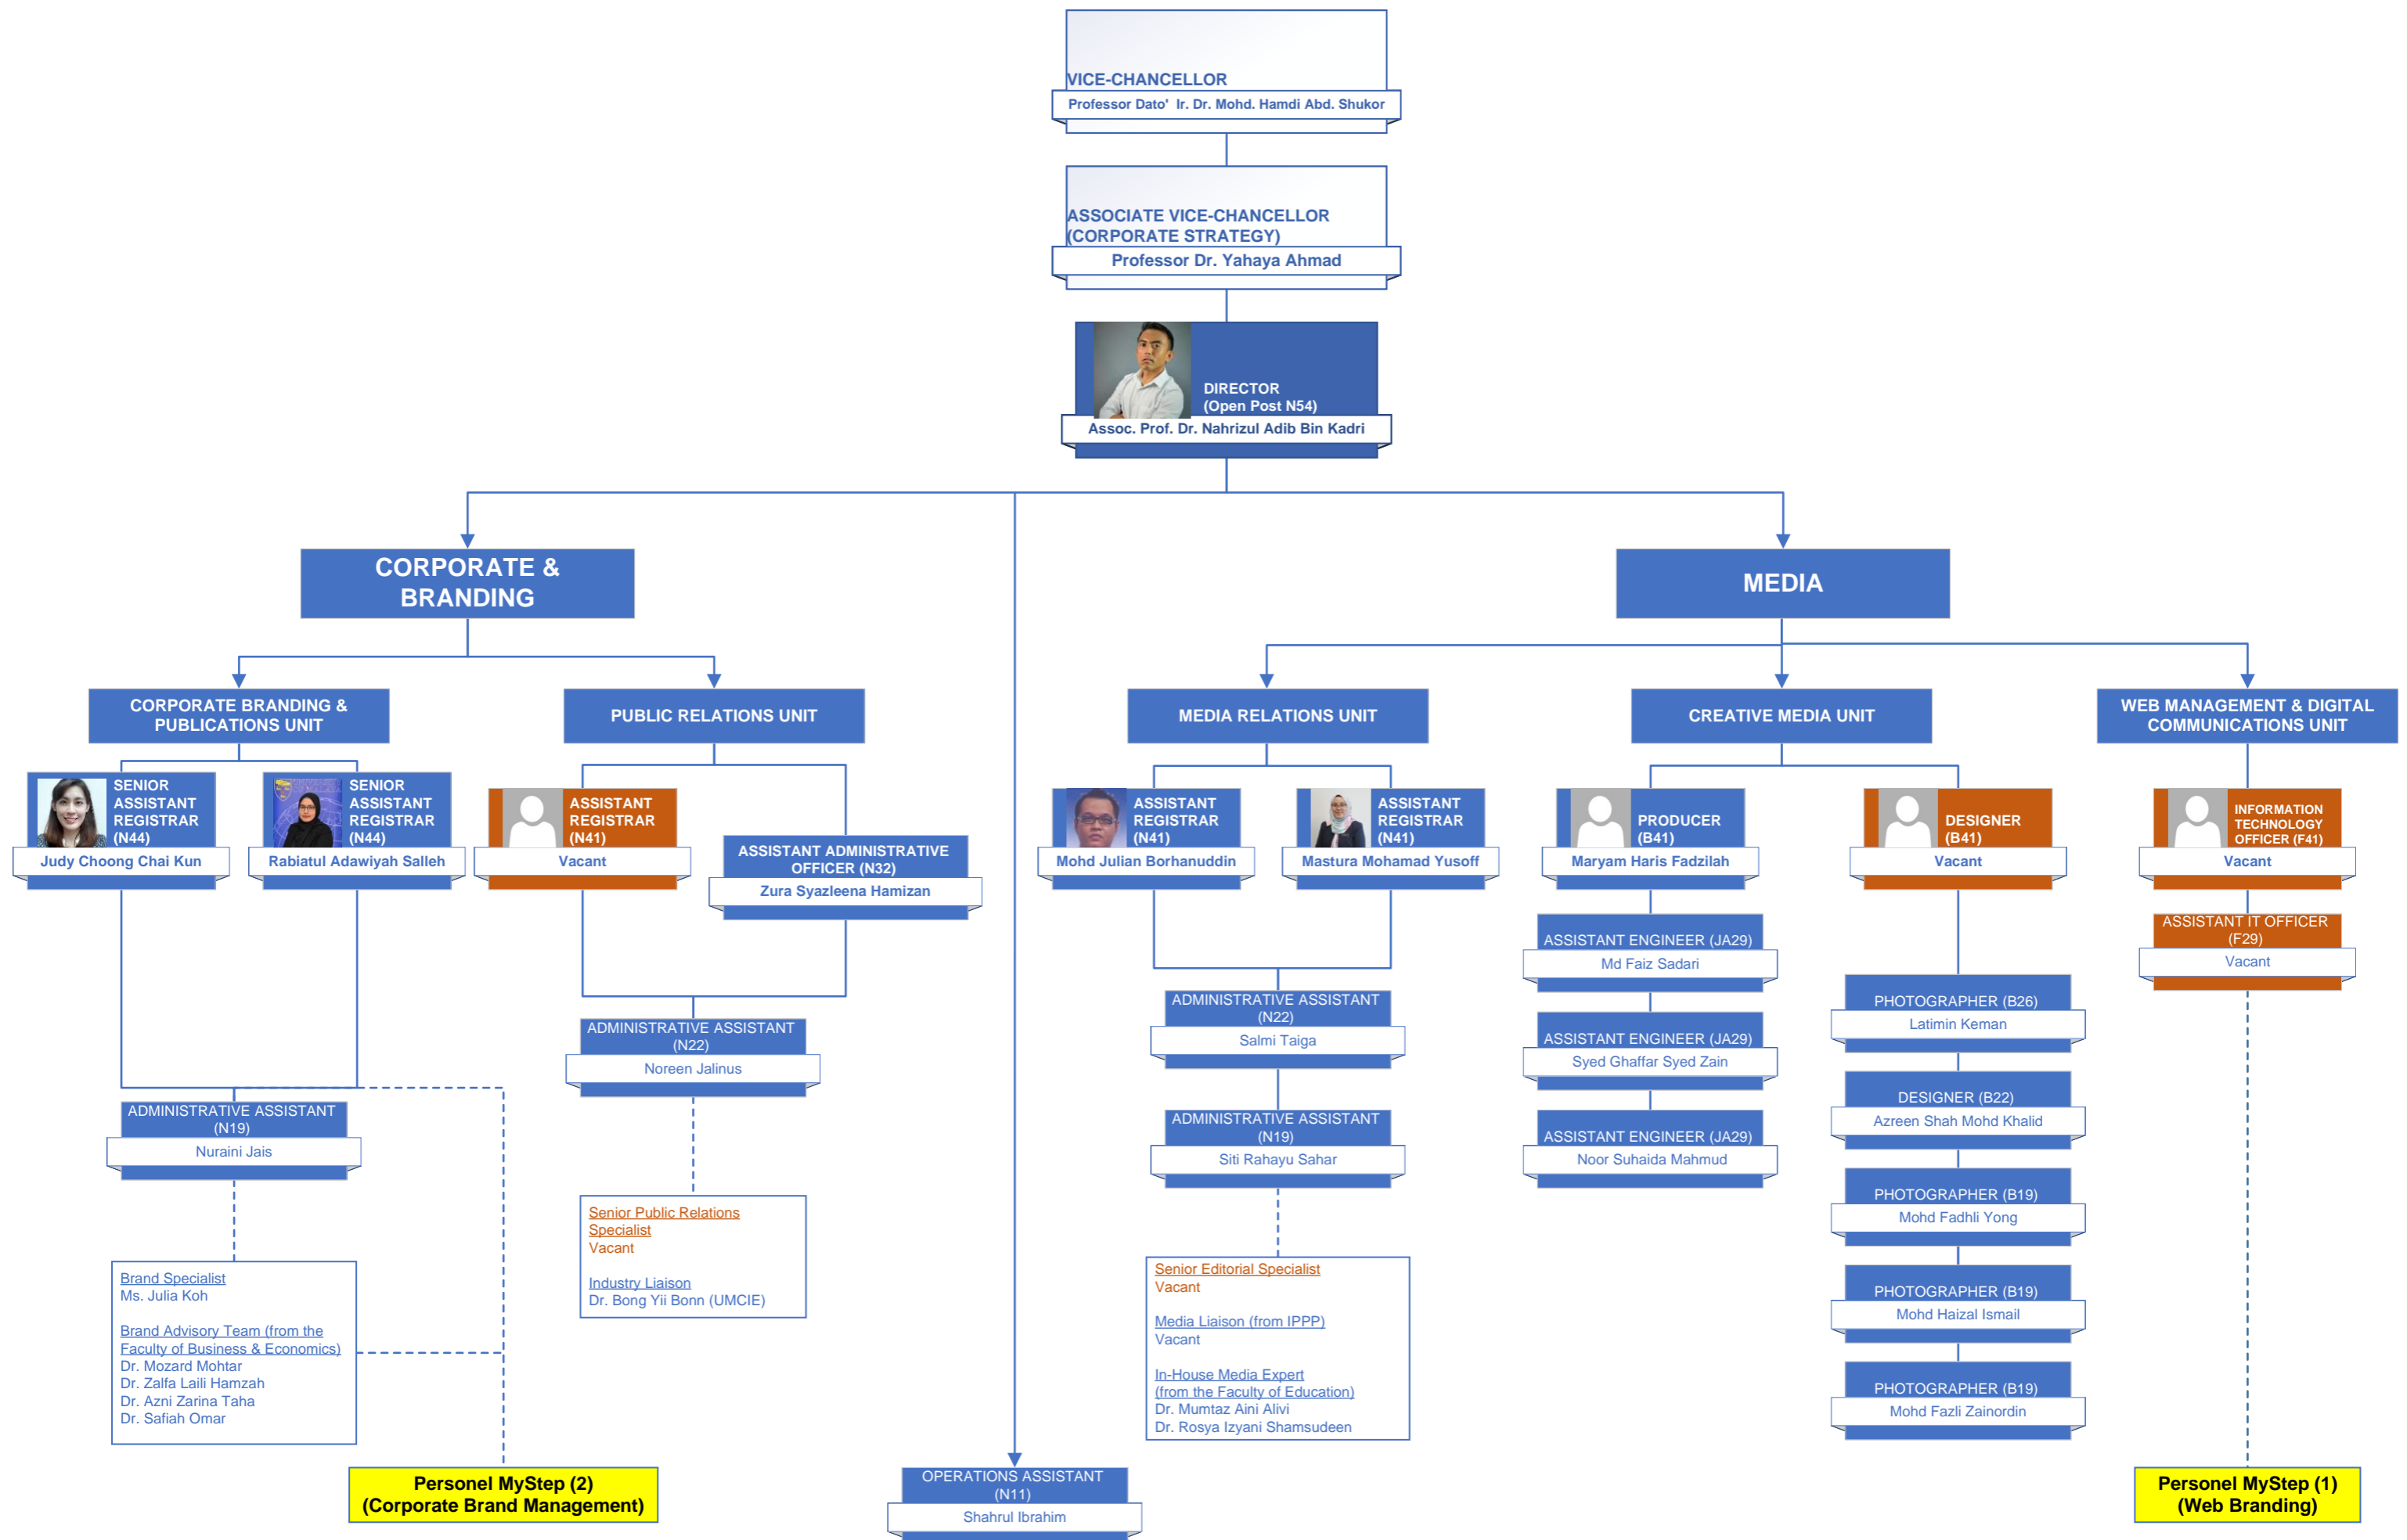 VICE-CHANCELLOR
Professor Dato' Ir. Dr. Mohd. Hamdi Abd. Shukor
ASSOCIATE VICE-CHANCELLOR
(CORPORATE STRATEGY)
Professor Dr. Yahaya Ahmad
DIRECTOR
(Open Post N54)
Assoc. Prof. Dr. Nahrizul Adib Bin Kadri
CORPORATE &
BRANDING
MEDIA
CORPORATE BRANDING &
PUBLICATIONS UNIT
PUBLIC RELATIONS UNIT
MEDIA RELATIONS UNIT
CREATIVE MEDIA UNIT
WEB MANAGEMENT & DIGITAL
COMMUNICATIONS UNIT
SENIOR
ASSISTANT
REGISTRAR
(N44)
Judy Choong Chai Kun
SENIOR
ASSISTANT
REGISTRAR
(N44)
Rabiatul Adawiyah Salleh
ADMINISTRATIVE ASSISTANT
(N19)
Nuraini Jais
Brand Specialist
Ms. Julia Koh
Brand Advisory Team (from the
Faculty of Business & Economics)
Dr. Mozard Mohtar
Dr. Zalfa Laili Hamzah
Dr. Azni Zarina Taha
Dr. Safiah Omar
Personel MyStep (2)
(Corporate Brand Management)
ASSISTANT
REGISTRAR
(N41)
Vacant
ASSISTANT ADMINISTRATIVE
OFFICER (N32)
Zura Syazleena Hamizan
ADMINISTRATIVE ASSISTANT
(N22)
Noreen Jalinus
Senior Public Relations
Specialist
Vacant
Industry Liaison
Dr. Bong Yii Bonn (UMCIE)
OPERATIONS ASSISTANT
(N11)
Shahrul Ibrahim
ASSISTANT
REGISTRAR
(N41)
Mohd Julian Borhanuddin
ASSISTANT
REGISTRAR
(N41)
Mastura Mohamad Yusoff
ADMINISTRATIVE ASSISTANT
(N22)
Salmi Taiga
ADMINISTRATIVE ASSISTANT
(N19)
Siti Rahayu Sahar
Senior Editorial Specialist
Vacant
Media Liaison (from IPPP)
Vacant
In-House Media Expert
(from the Faculty of Education)
Dr. Mumtaz Aini Alivi
Dr. Rosya Izyani Shamsudeen
PRODUCER
(B41)
Maryam Haris Fadzilah
ASSISTANT ENGINEER (JA29)
Md Faiz Sadari
ASSISTANT ENGINEER (JA29)
Syed Ghaffar Syed Zain
ASSISTANT ENGINEER (JA29)
Noor Suhaida Mahmud
DESIGNER
(B41)
Vacant
PHOTOGRAPHER (B26)
Latimin Keman
DESIGNER (B22)
Azreen Shah Mohd Khalid
PHOTOGRAPHER (B19)
Mohd Fadhli Yong
PHOTOGRAPHER (B19)
Mohd Haizal Ismail
PHOTOGRAPHER (B19)
Mohd Fazli Zainordin
INFORMATION
TECHNOLOGY
OFFICER (F41)
Vacant
ASSISTANT IT OFFICER
(F29)
Vacant
Personel MyStep (1)
(Web Branding)